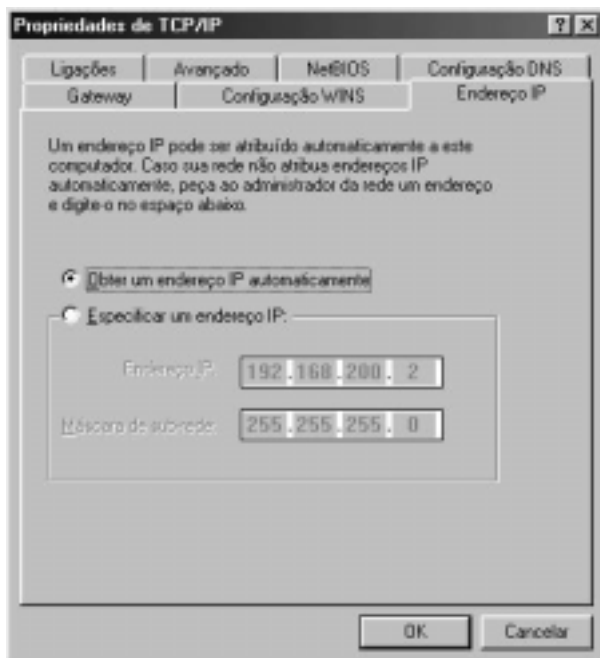 Propriedades de TCP/IP
Ligações Avançado NetBIOS Configuração DNS
Gateway Configuração WINS Endereço IP
Um endereço IP pode ser atribuído automaticamente a este
computador. Caso sua rede não atribua endereços IP
automaticamente, peça ao administrador da rede um endereço
e digite-o no espaço abaixo.
Obter um endereço IP automaticamente
Especificar um endereço IP:
Endereço IP: 192.168.200. 2
Máscara de sub-rede: 255.255.255. 0
OK Cancelar